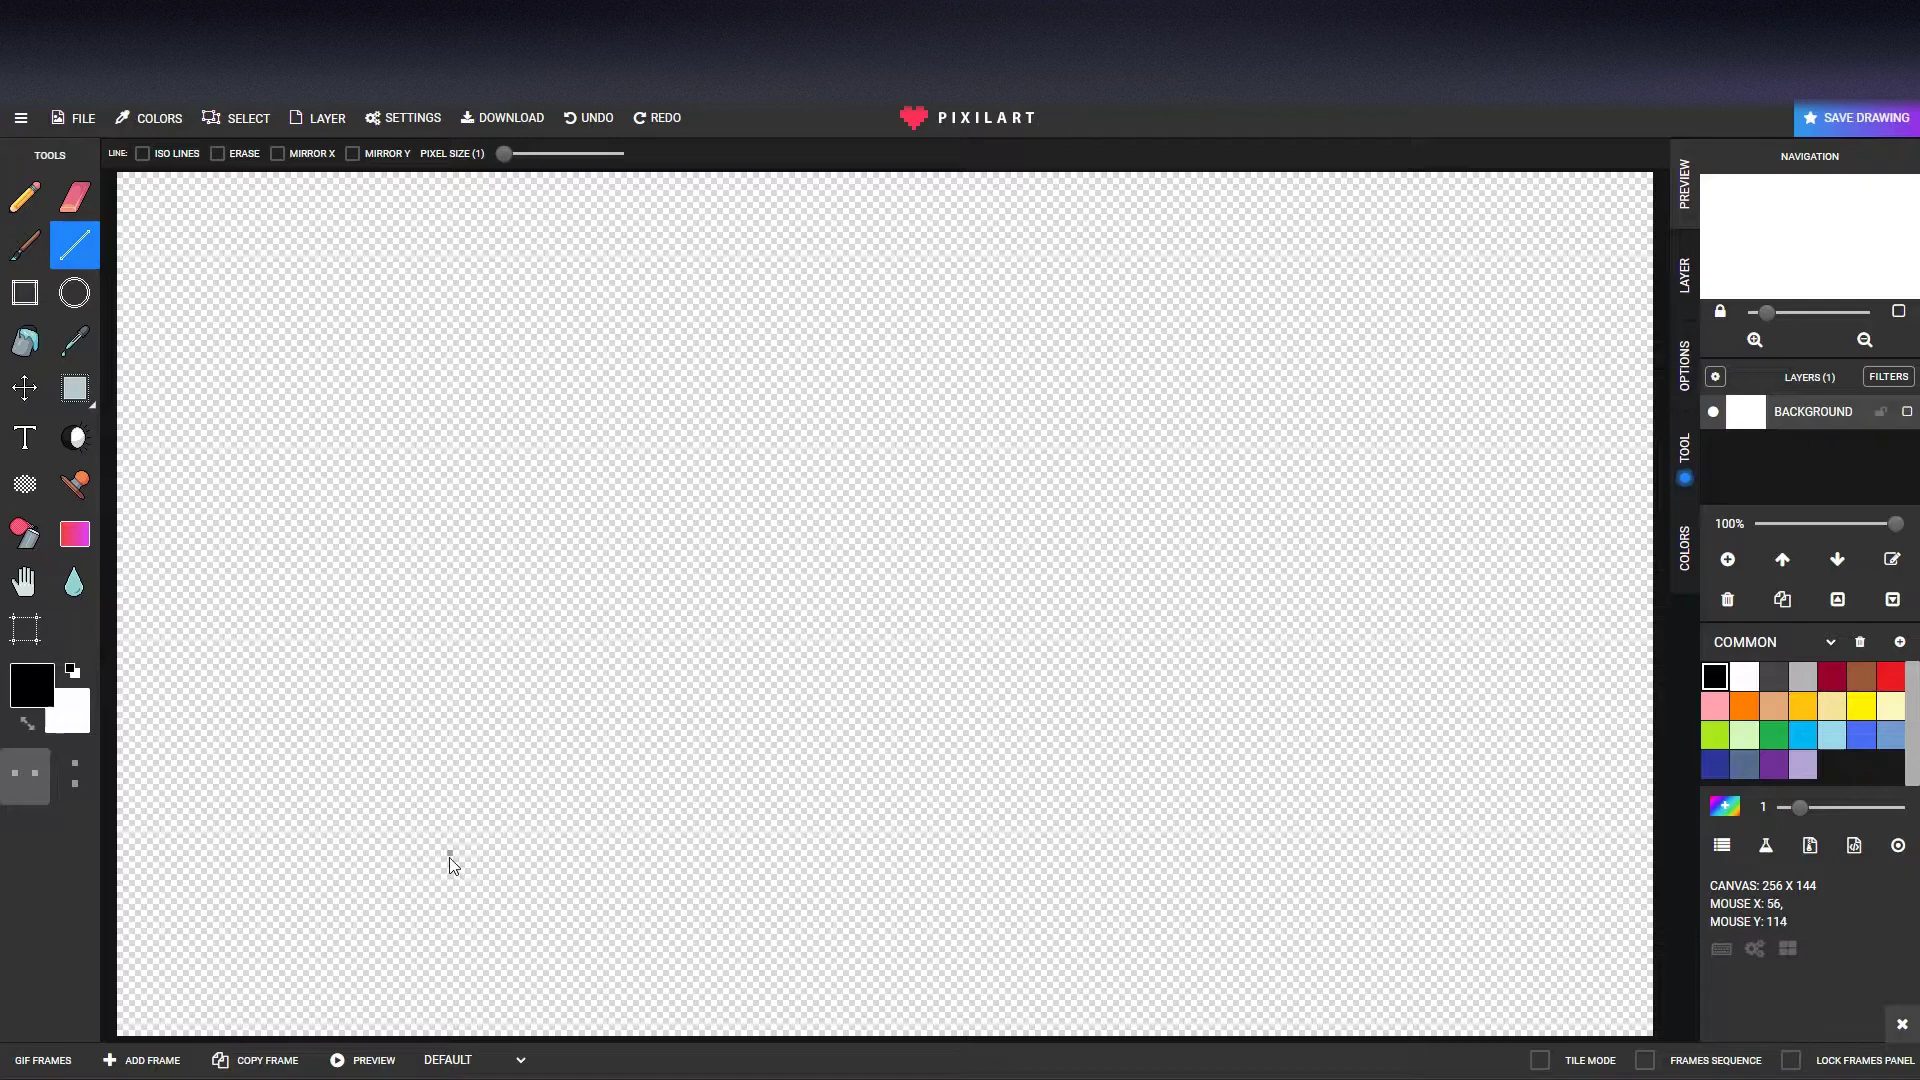 FILE COLORS SELECT LAYER SETTINGS DOWNLOAD UNDO REDO PIXILART SAVE DRAWING
TOOLS LINE: ISO LINES ERASE MIRROR X MIRROR Y PIXEL SIZE (1)
NAVIGATION
PREVIEW
LAYER
OPTIONS
TOOL
COLORS
LAYERS (1) FILTERS
BACKGROUND
100%
COMMON
1
CANVAS: 256 X 144
MOUSE X: 56,
MOUSE Y: 114
GIF FRAMES ADD FRAME COPY FRAME PREVIEW DEFAULT TILE MODE FRAMES SEQUENCE LOCK FRAMES PANEL